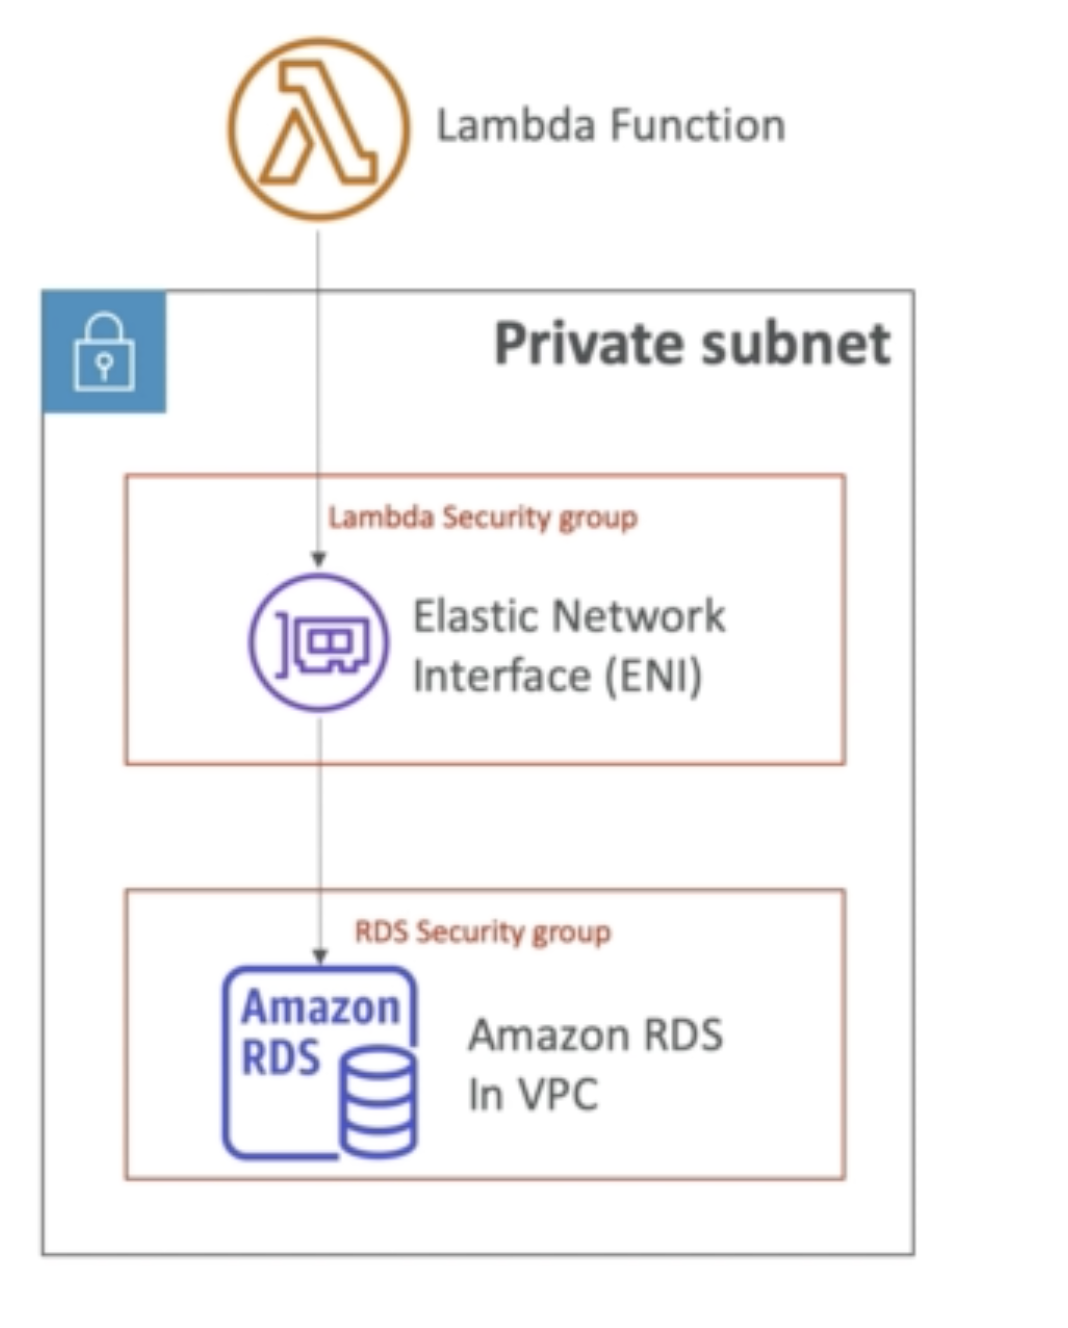 Lambda Function
Private subnet
Lambda Security group
Elastic Network
Interface (ENI)
RDS Security group
Amazon
RDS
Amazon RDS
In VPC